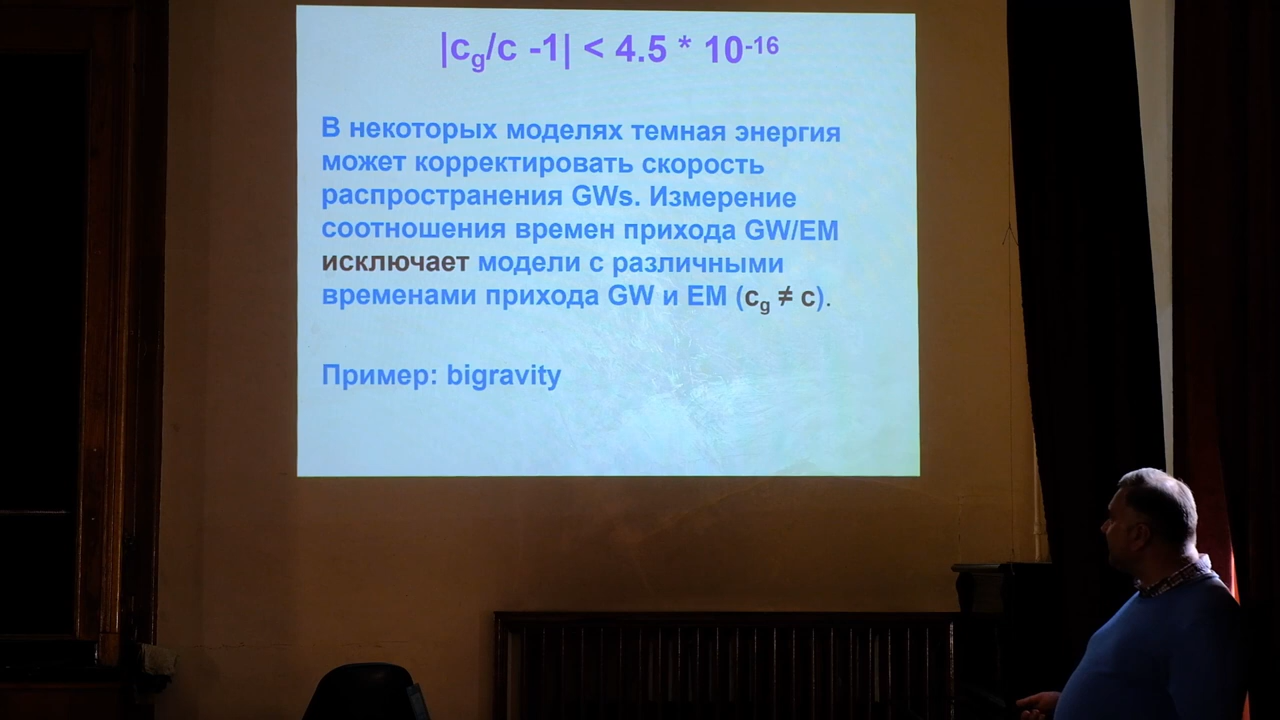 |cg/c -1| < 4.5 * 10-16
В некоторых моделях темная энергия
может корректировать скорость
распространения GWs. Измерение
соотношения времен прихода GW/EM
исключает модели с различными
временами прихода GW и EM (cg ≠ c).
Пример: bigravity